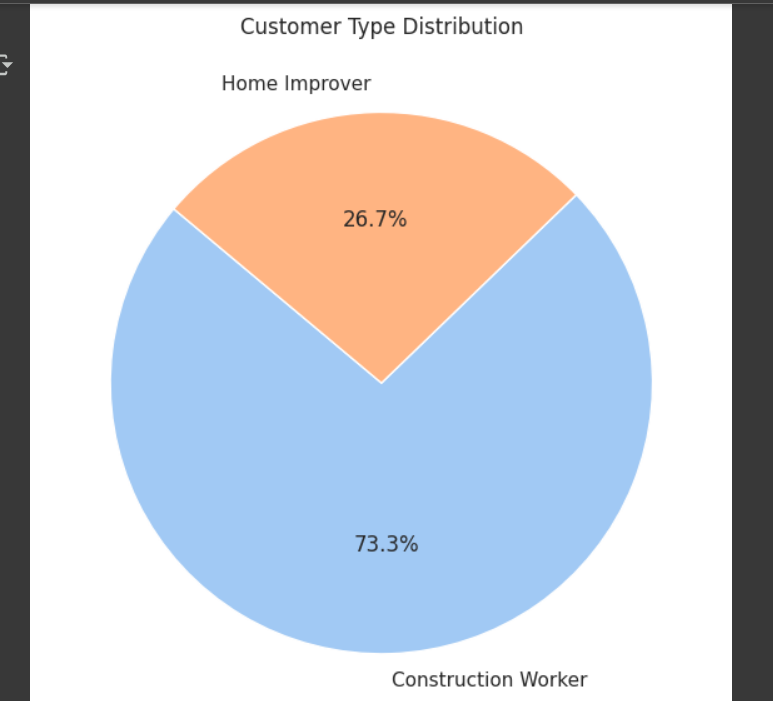 Customer Type Distribution
Home Improver
26.7%
73.3%
Construction Worker